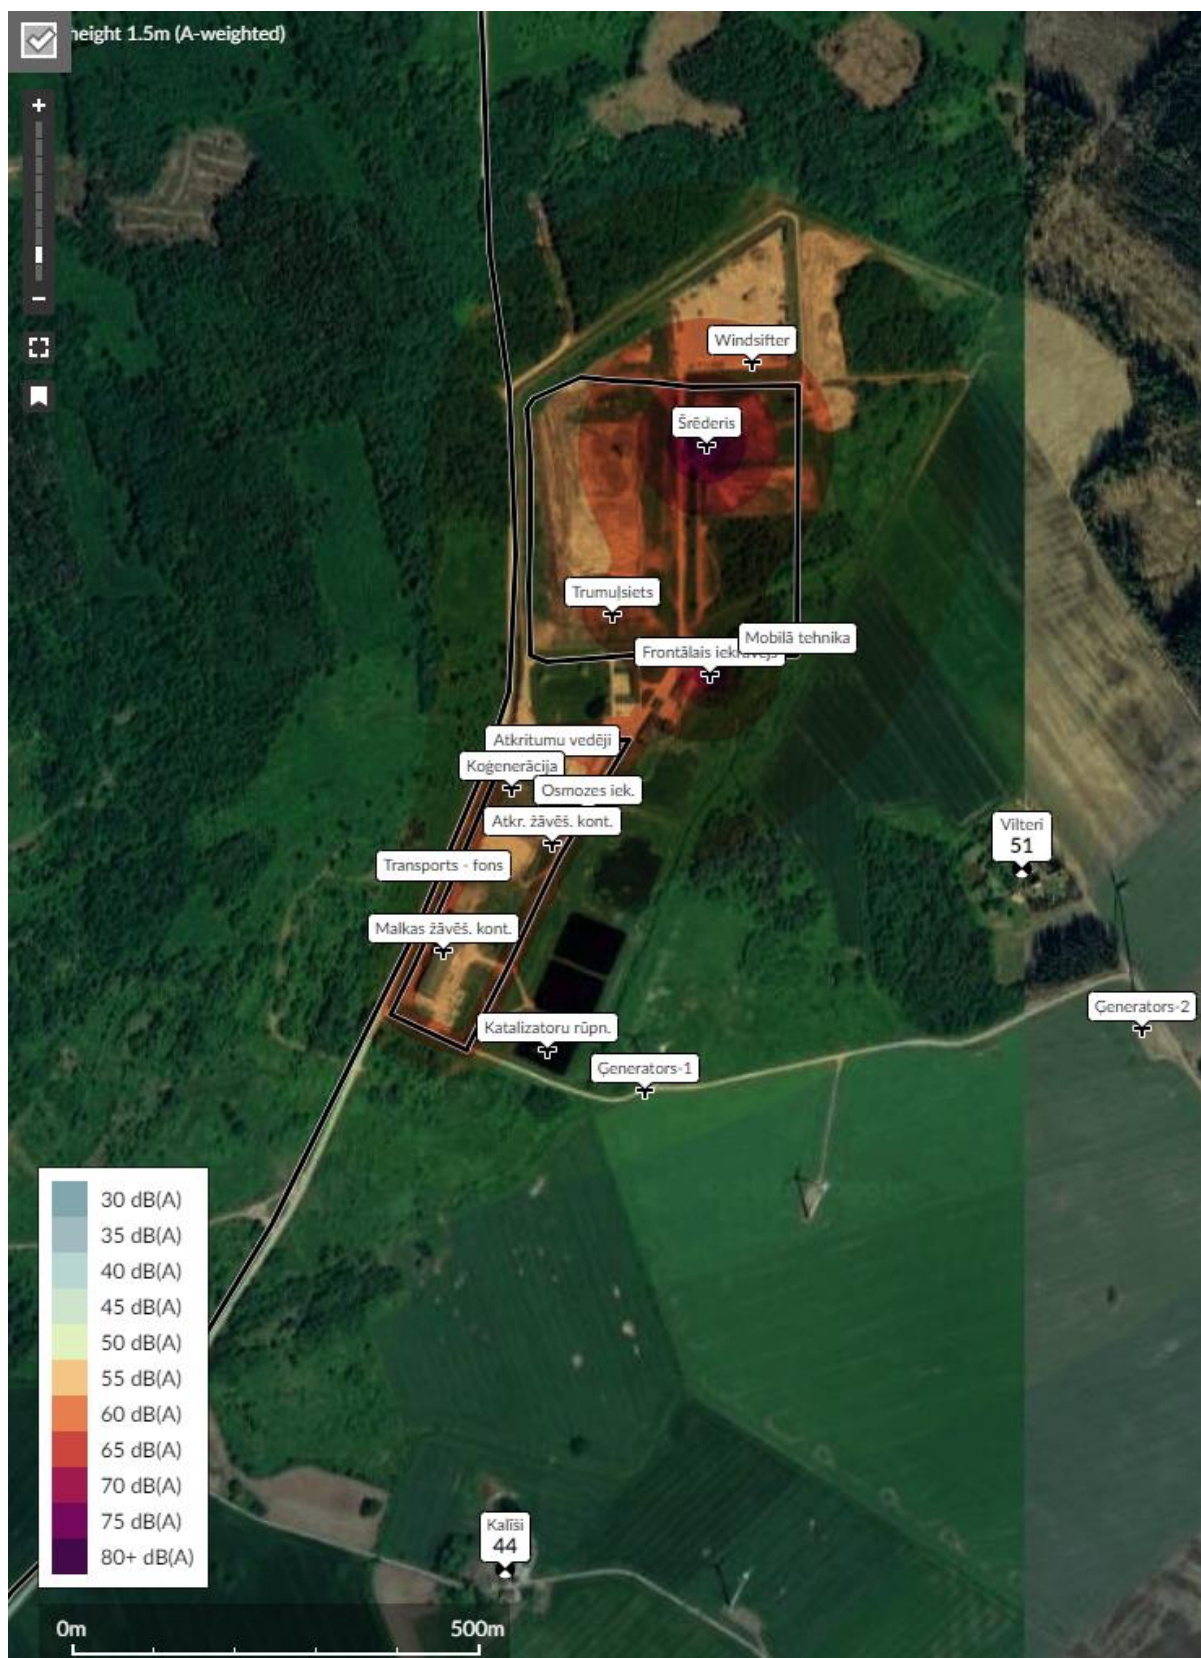 height 1.5m (A-weighted)
Windsifter
Šrēderis
Trumuļsiets
Mobilā tehnika
Frontālais iekrāvējs
Atkritumu vedēji
Koģenerācija
Osmozes iek.
Atkr. žāvēš. kont.
Vilteri
51
Transports - fons
Malkas žāvēš. kont.
Ģenerators-2
Katalizatoru rūpn.
Ģenerators-1
30 dB(A)
35 dB(A)
40 dB(A)
45 dB(A)
50 dB(A)
55 dB(A)
60 dB(A)
65 dB(A)
70 dB(A)
75 dB(A)
80+ dB(A)
Kalīši
44
0m
500m